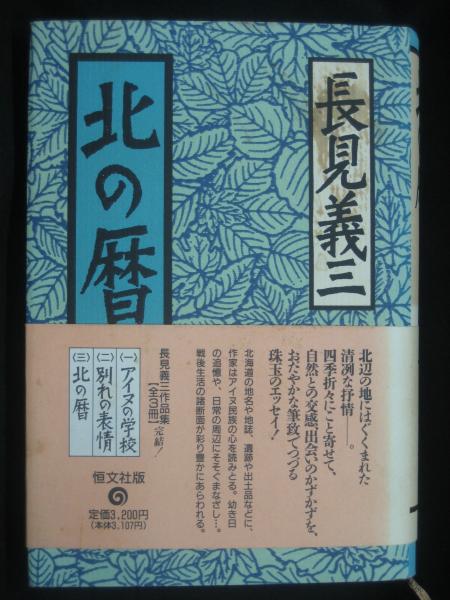 長見義三
北の暦
北辺の地にはぐくまれた
清冽な抒情――。
四季折々にこと寄せて、
自然との交感、出会いのかずかずを、
おだやかな筆致でつづる
珠玉のエッセイ!
北海道の地名や地誌、遺跡や出土品などに、
作家はアイヌ民族の心を読みとる。幼き日
の追憶や、日常の周辺にそそぐまなざし…。
戦後生活の諸断面が彩り豊かにあらわれる。
長見義三作品集 完結!
【全3冊】
(一)アイヌの学校
(二)別れの表情
(三)北の暦
恒文社版
定価3,200円
(本体3,107円)